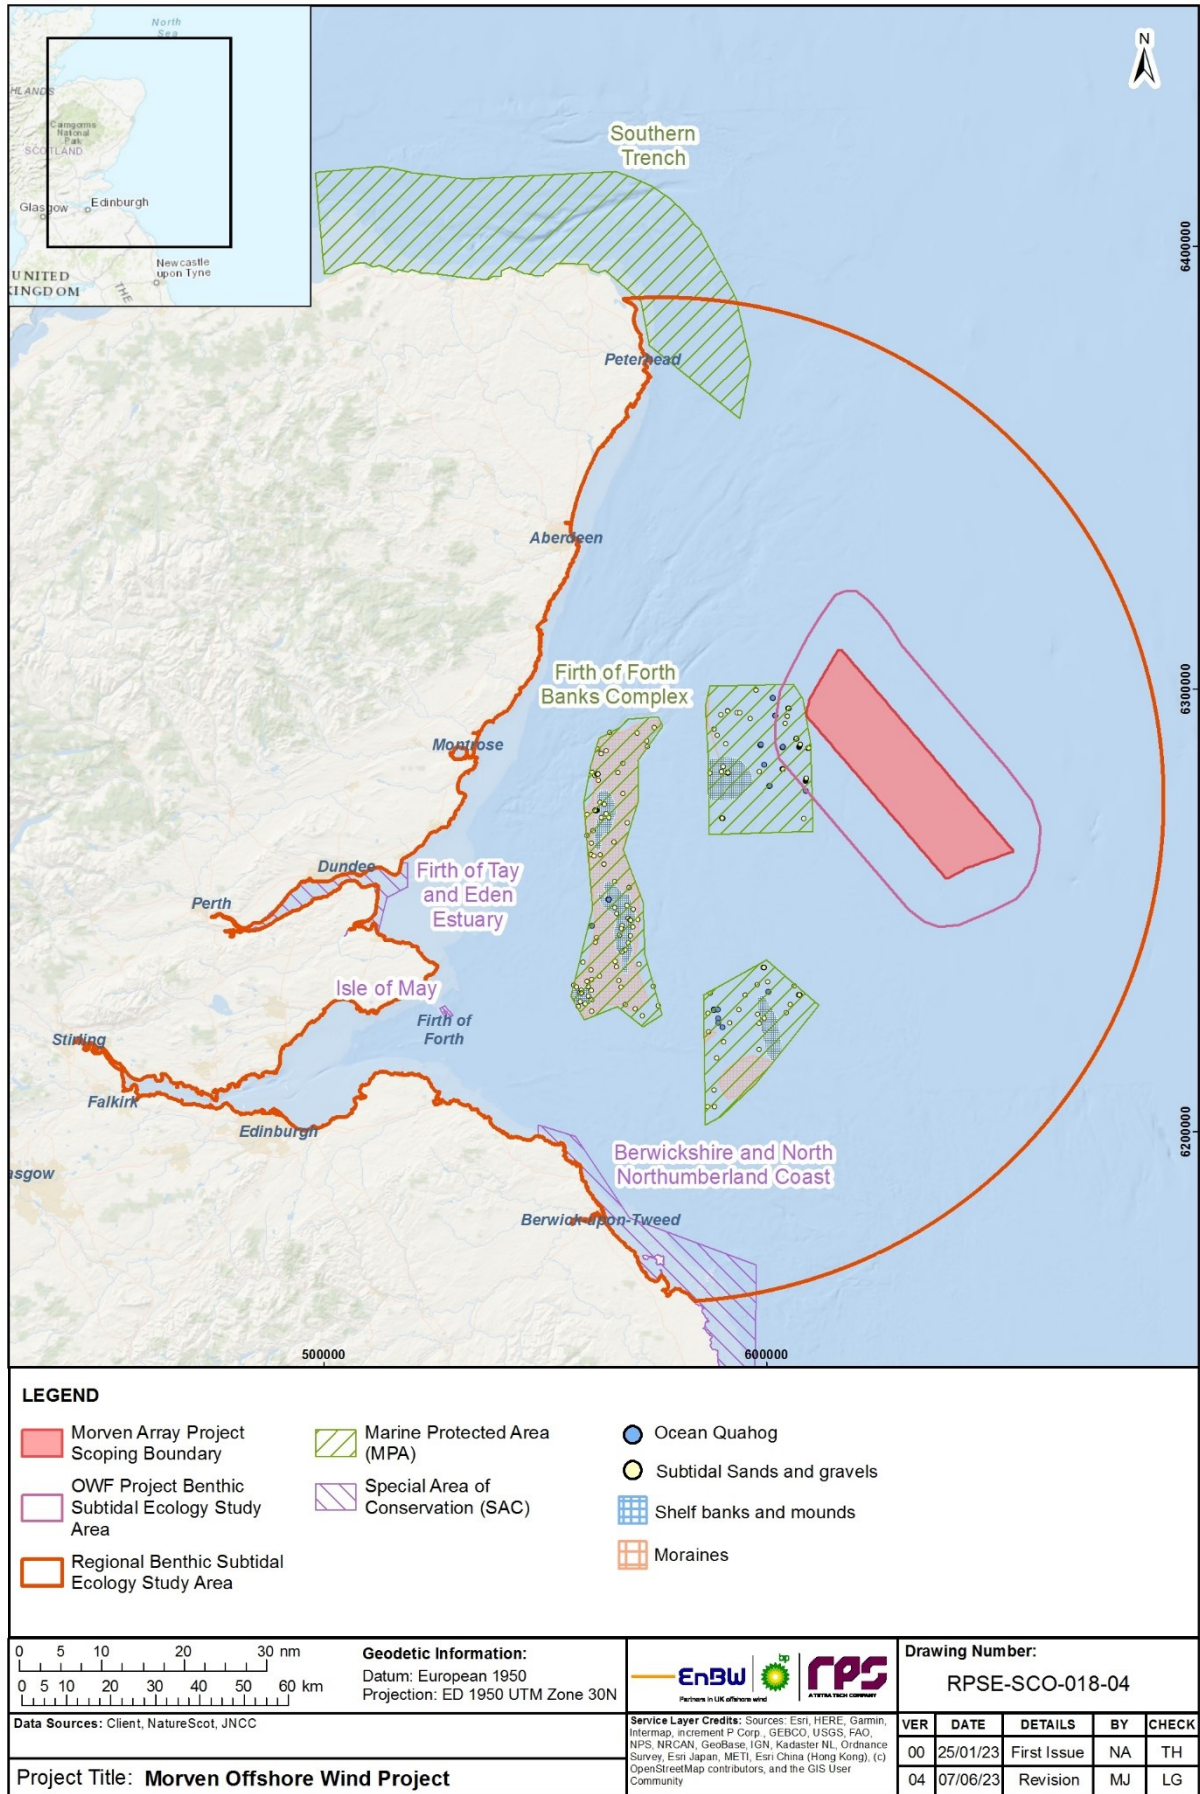 North
Sea
HLANDS
Cairngorms
National
Park
SCOTLAND
Glasgow
Edinburgh
Newcastle
upon Tyne
UNITED
KINGDOM
THE
N
Southern
Trench
6400000
Peterhead
Aberdeen
Firth of Forth
Banks Complex
6300000
Montrose
Dundee
Firth of Tay
and Eden
Estuary
Perth
Isle of May
Firth of
Forth
Stirling
Falkirk
Edinburgh
6200000
Berwickshire and North
Northumberland Coast
asgow
Berwick-upon-Tweed
500000
600000
LEGEND
Morven Array Project
Scoping Boundary
OWF Project Benthic
Subtidal Ecology Study
Area
Regional Benthic Subtidal
Ecology Study Area
Marine Protected Area
(MPA)
Special Area of
Conservation (SAC)
Ocean Quahog
Subtidal Sands and gravels
Shelf banks and mounds
Moraines
0 5 10 20 30 nm
0 5 10 20 30 40 50 60 km
Geodetic Information:
Datum: European 1950
Projection: ED 1950 UTM Zone 30N
Data Sources: Client, NatureScot, JNCC
Project Title: Morven Offshore Wind Project
EnBW
bp
Partners in UK offshore wind
rps
A TETRA TECH COMPANY
Service Layer Credits: Sources: Esri, HERE, Garmin,
Intermap, increment P Corp., GEBCO, USGS, FAO,
NPS, NRCAN, GeoBase, IGN, Kadaster NL, Ordnance
Survey, Esri Japan, METI, Esri China (Hong Kong), (c)
OpenStreetMap contributors, and the GIS User
Community
Drawing Number:
RPSE-SCO-018-04
VER DATE DETAILS BY CHECK
00 25/01/23 First Issue NA TH
04 07/06/23 Revision MJ LG